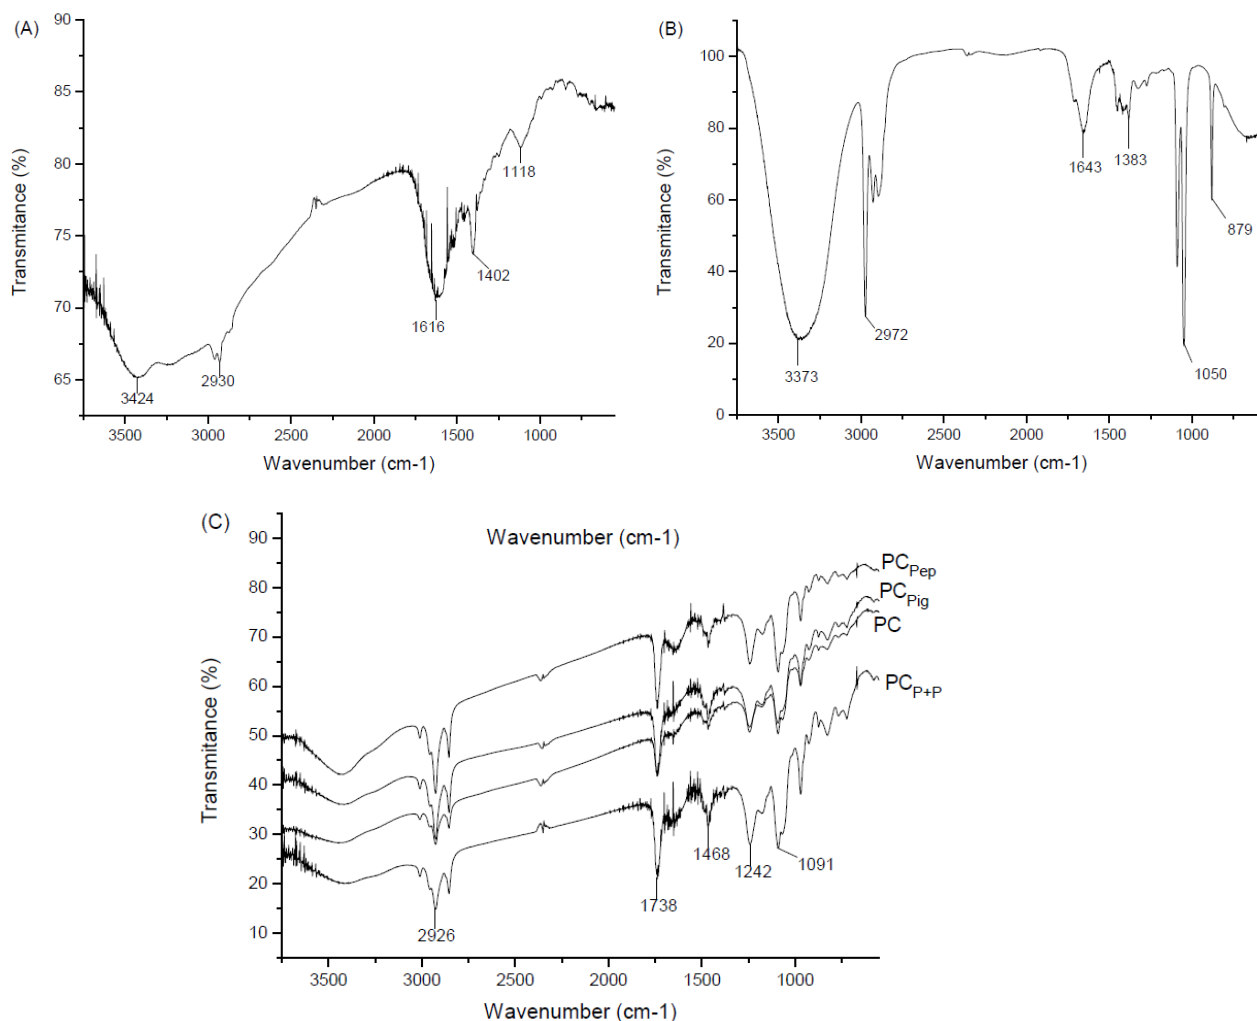 (A)
90
85
80
75
70
65
Transmitance (%)
3424
2930
1616
1402
1118
3500 3000 2500 2000 1500 1000
Wavenumber (cm-1)
(B)
100
80
60
40
20
0
Transmitance (%)
3373
2972
1643
1383
1050
879
3500 3000 2500 2000 1500 1000
Wavenumber (cm-1)
(C)
Wavenumber (cm-1)
90
80
70
60
50
40
30
20
10
Transmitance (%)
PCPep
PCPig
PC
PCP+P
2926
1738
1468
1242
1091
3500 3000 2500 2000 1500 1000
Wavenumber (cm-1)